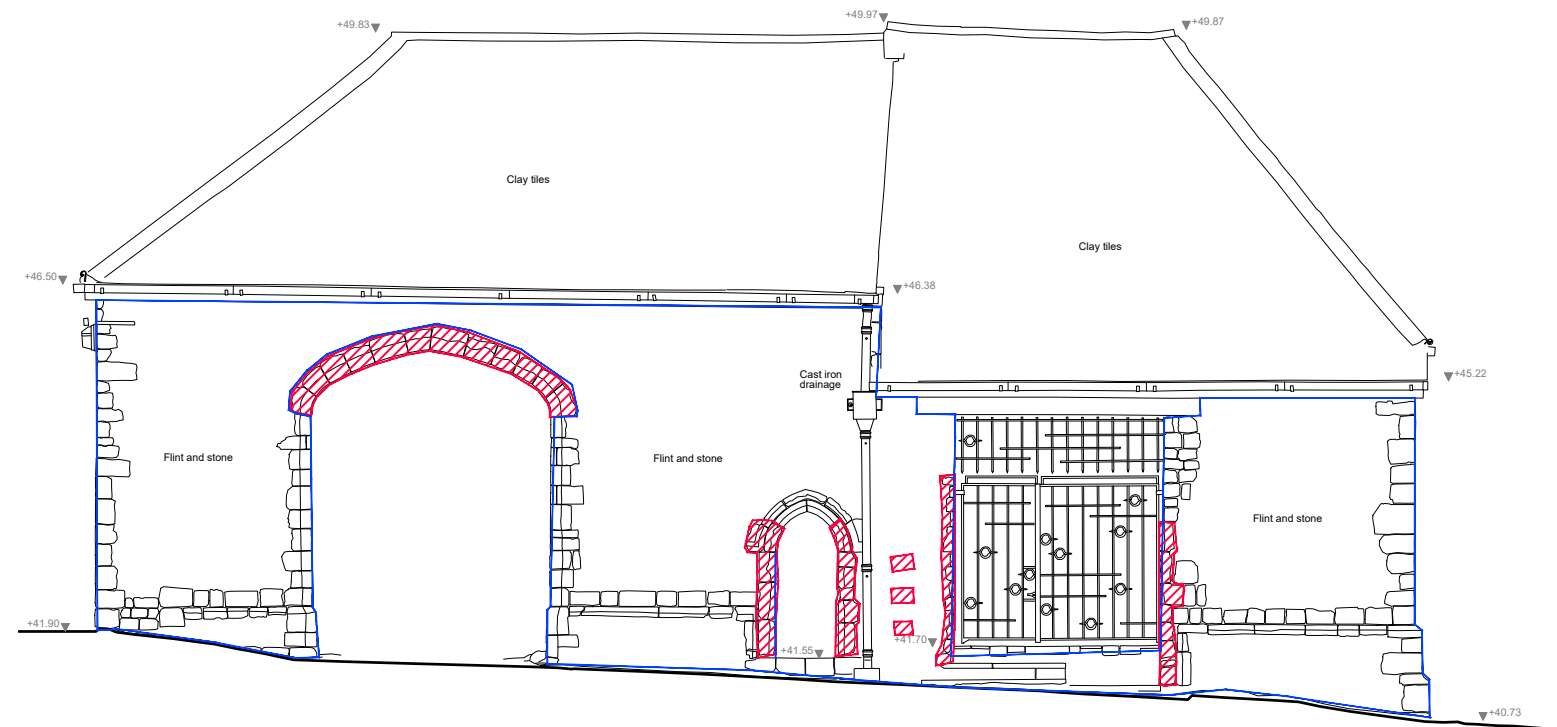 +49.83
+49.97
+49.87
Clay tiles
Clay tiles
+46.50
+46.38
Cast iron
drainage
+45.22
Flint and stone
Flint and stone
Flint and stone
+41.90
+41.55
+41.70
+40.73